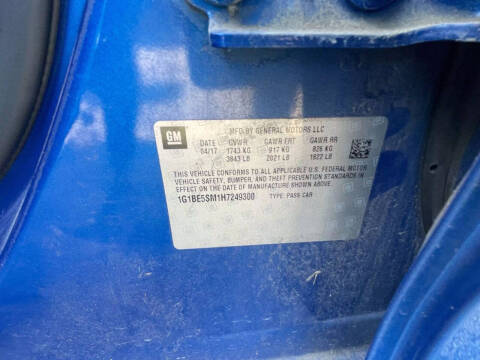 GM
MFD BY GENERAL MOTORS LLC
DATE GVWR GAWR FRT GAWR RR
04/17 1743 KG 917 KG 826 KG
3843 LB 2021 LB 1822 LB
THIS VEHICLE CONFORMS TO ALL APPLICABLE U.S. FEDERAL MOTOR
VEHICLE SAFETY, BUMPER, AND THEFT PREVENTION STANDARDS IN
EFFECT ON THE DATE OF MANUFACTURE SHOWN ABOVE.
1G1BE5SM1H7249300 TYPE: PASS CAR